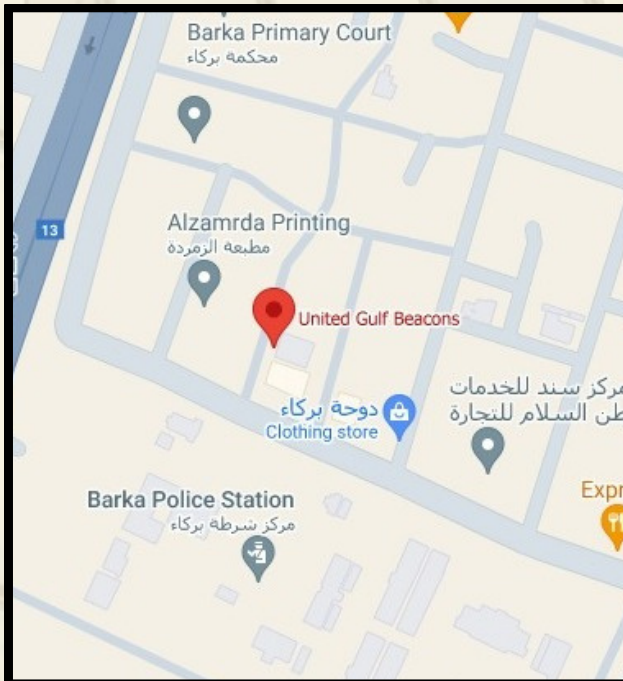 Barka Primary Court
محكمة بركاء
13
Alzamrda Printing
مطبعة الزمردة
United Gulf Beacons
دوحة بركاء
Clothing store
مركز سند للخدمات
طن السلام للتجارة
Barka Police Station
مركز شرطة بركاء
Expr